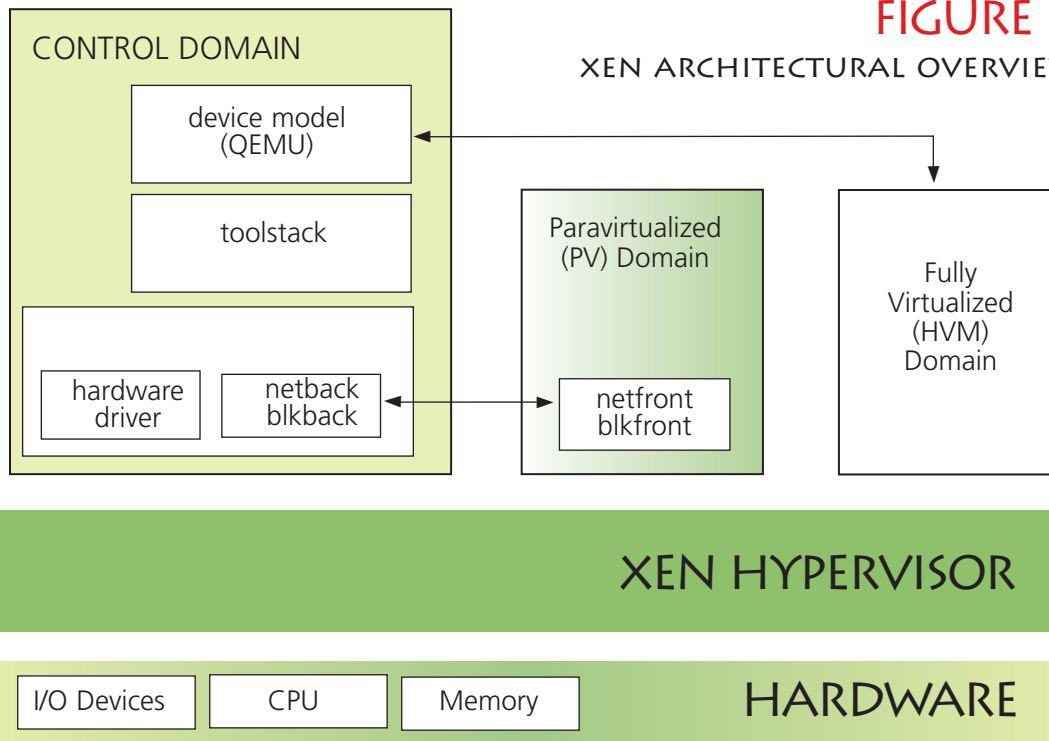 FIGURE
XEN ARCHITECTURAL OVERVIE
CONTROL DOMAIN
device model
(QEMU)
toolstack
hardware
driver
netback
blkback
Paravirtualized
(PV) Domain
netfront
blkfront
Fully
Virtualized
(HVM)
Domain
XEN HYPERVISOR
I/O Devices
CPU
Memory
HARDWARE